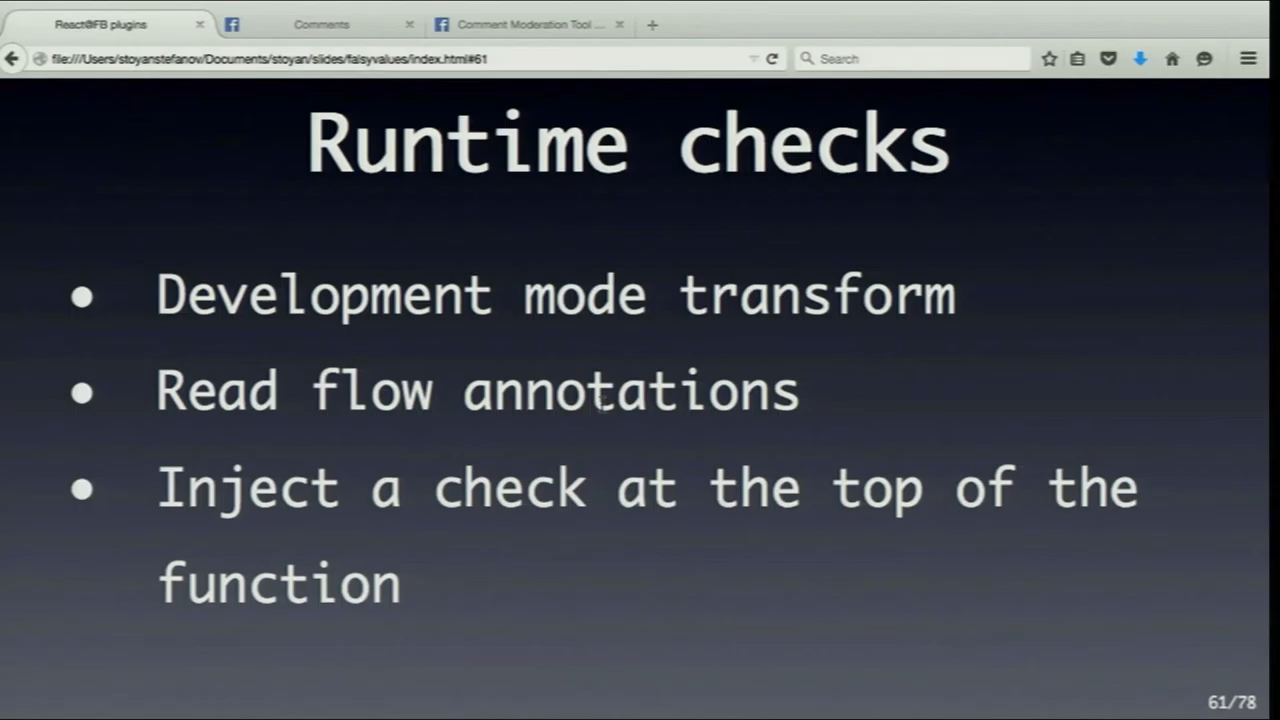 React@FB plugins
Comments
Comment Moderation Tool ...
file:///Users/stoyanstefanov/Documents/stoyan/slides/falsyvalues/index.html#61
Search
Runtime checks
• Development mode transform
• Read flow annotations
• Inject a check at the top of the
function
61/78